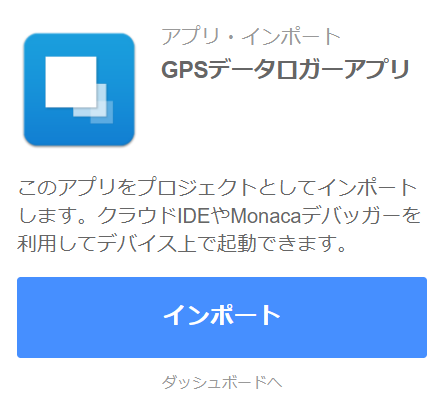 アプリ・インポート
GPSデータロガーアプリ
このアプリをプロジェクトとしてインポート
します。クラウドIDEやMonacaデバッガーを
利用してデバイス上で起動できます。
インポート
ダッシュボードへ